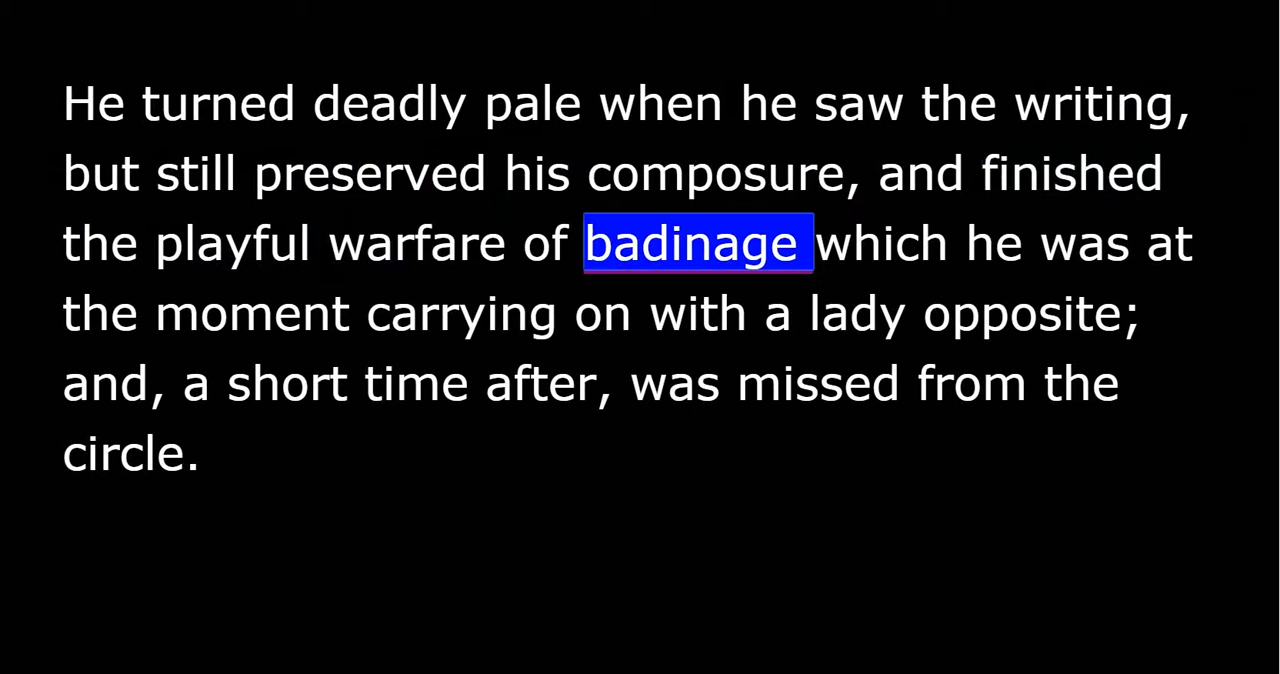 He turned deadly pale when he saw the writing,
but still preserved his composure, and finished
the playful warfare of badinage which he was at
the moment carrying on with a lady opposite;
and, a short time after, was missed from the
circle.